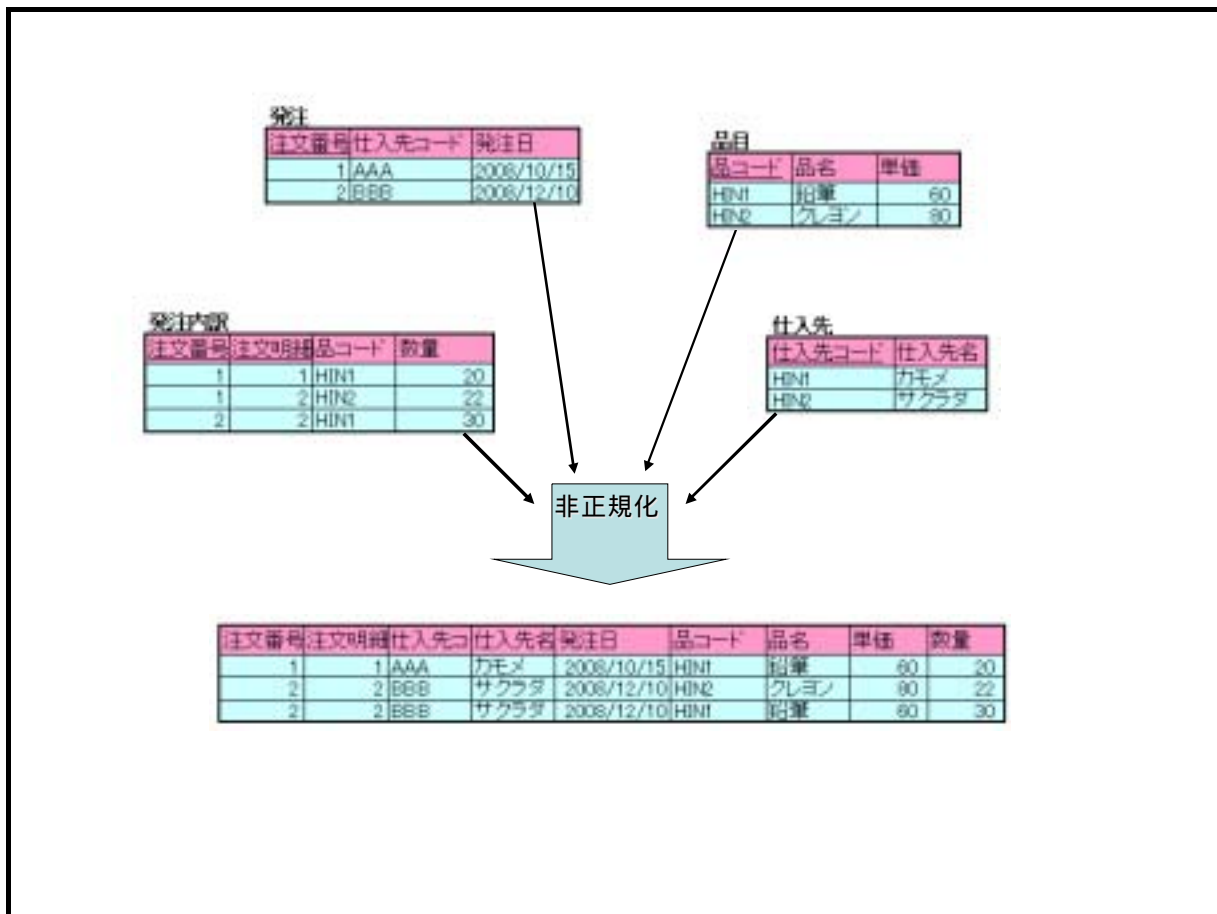 発注
注文番号 仕入先コード 発注日
1 AAA 2008/10/15
2 BBB 2008/12/10
品目
品コード 品名 単価
HIN1 鉛筆 60
HIN2 クレヨン 80
発注内訳
注文番号 注文明細 品コード 数量
1 1 HIN1 20
1 2 HIN2 22
2 2 HIN1 30
仕入先
仕入先コード 仕入先名
HIN1 カモメ
HIN2 サクラダ
非正規化
注文番号 注文明細 仕入先コ 仕入先名 発注日 品コード 品名 単価 数量
1 1 AAA カモメ 2008/10/15 HIN1 鉛筆 60 20
2 2 BBB サクラダ 2008/12/10 HIN2 クレヨン 80 22
2 2 BBB サクラダ 2008/12/10 HIN1 鉛筆 60 30